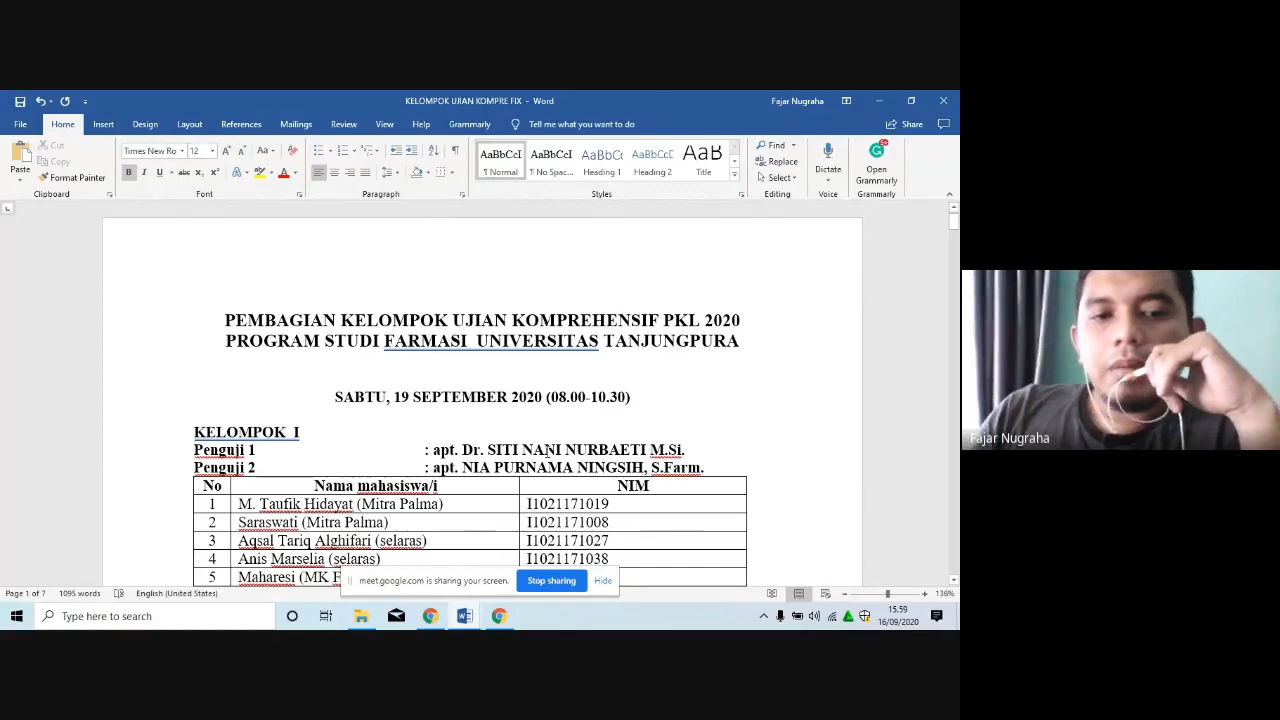 KELOMPOK UJIAN KOMPRE FIX - Word
Fajar Nugraha
File Home Insert Design Layout References Mailings Review View Help Grammarly Tell me what you want to do Share
Paste
Cut
Copy
Format Painter
Clipboard
Times New Ro 12
Font
Paragraph
AaBbCcI AaBbCcI AaBbCc AaBbCcI AaB
¶ Normal ¶ No Spac... Heading 1 Heading 2 Title
Styles
Find
Replace
Select
Editing
Dictate
Voice
Open
Grammarly
Grammarly
PEMBAGIAN KELOMPOK UJIAN KOMPREHENSIF PKL 2020
PROGRAM STUDI FARMASI UNIVERSITAS TANJUNGPURA
SABTU, 19 SEPTEMBER 2020 (08.00-10.30)
KELOMPOK I
Penguji 1 : apt. Dr. SITI NANI NURBAETI M.Si.
Penguji 2 : apt. NIA PURNAMA NINGSIH, S.Farm.
No Nama mahasiswa/i NIM
1 M. Taufik Hidayat (Mitra Palma) I1021171019
2 Saraswati (Mitra Palma) I1021171008
3 Aqsal Tariq Alghifari (selaras) I1021171027
4 Anis Marselia (selaras) I1021171038
5 Maharesi (MK F
meet.google.com is sharing your screen. Stop sharing Hide
Page 1 of 7 1095 words English (United States) 136%
Type here to search
15.59
16/09/2020
Fajar Nugraha